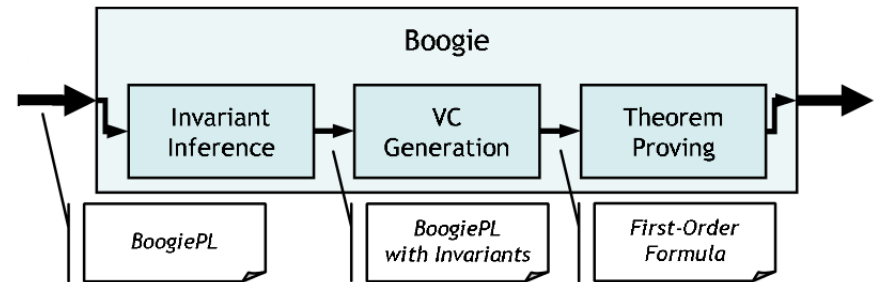 Boogie
Invariant
Inference
VC
Generation
Theorem
Proving
BoogiePL
BoogiePL
with Invariants
First-Order
Formula